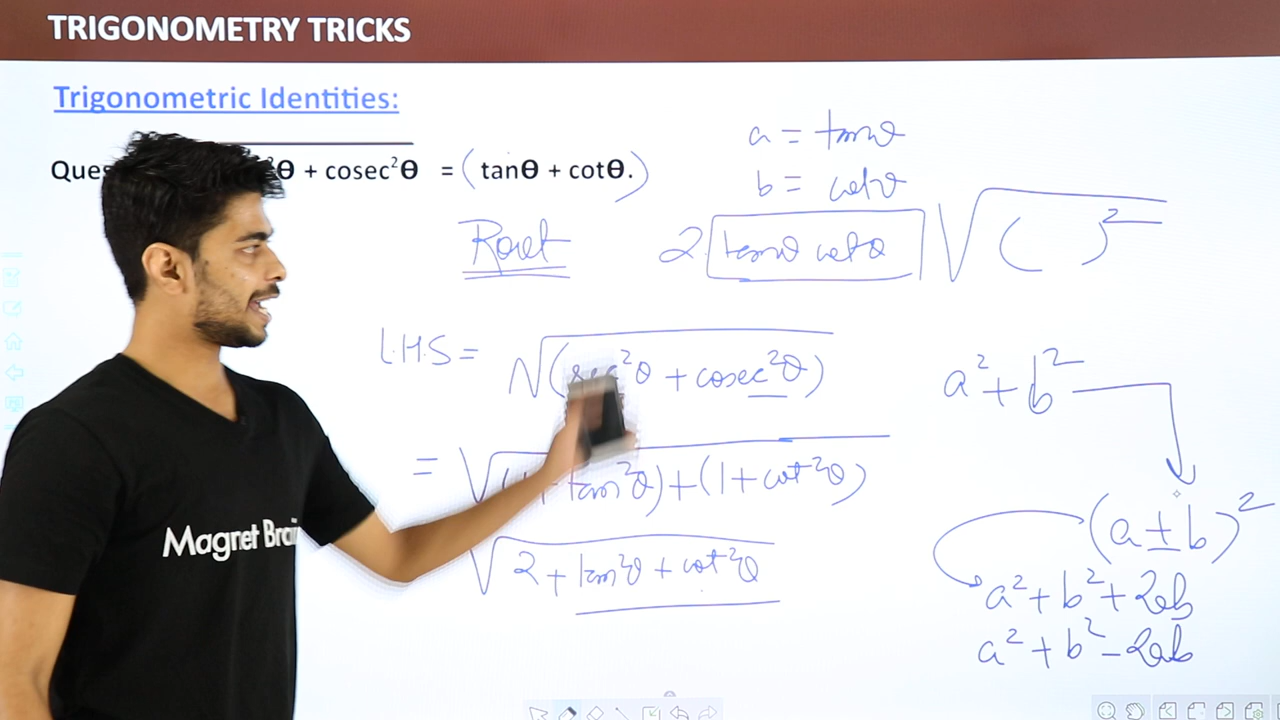 TRIGONOMETRY TRICKS
Trigonometric Identities:
a = tanθ
Ques θ + cosec²θ = (tanθ + cotθ.)
b = cotθ
Root 2 tanθ cotθ √( )²
L.H.S = √(sec²θ + cosec²θ)
a² + b²
= √(1+ tan²θ) + (1 + cot²θ)
(a ± b)²
√2 + tan²θ + cot²θ
a² + b² + 2ab
a² + b² - 2ab
Magnet Brai